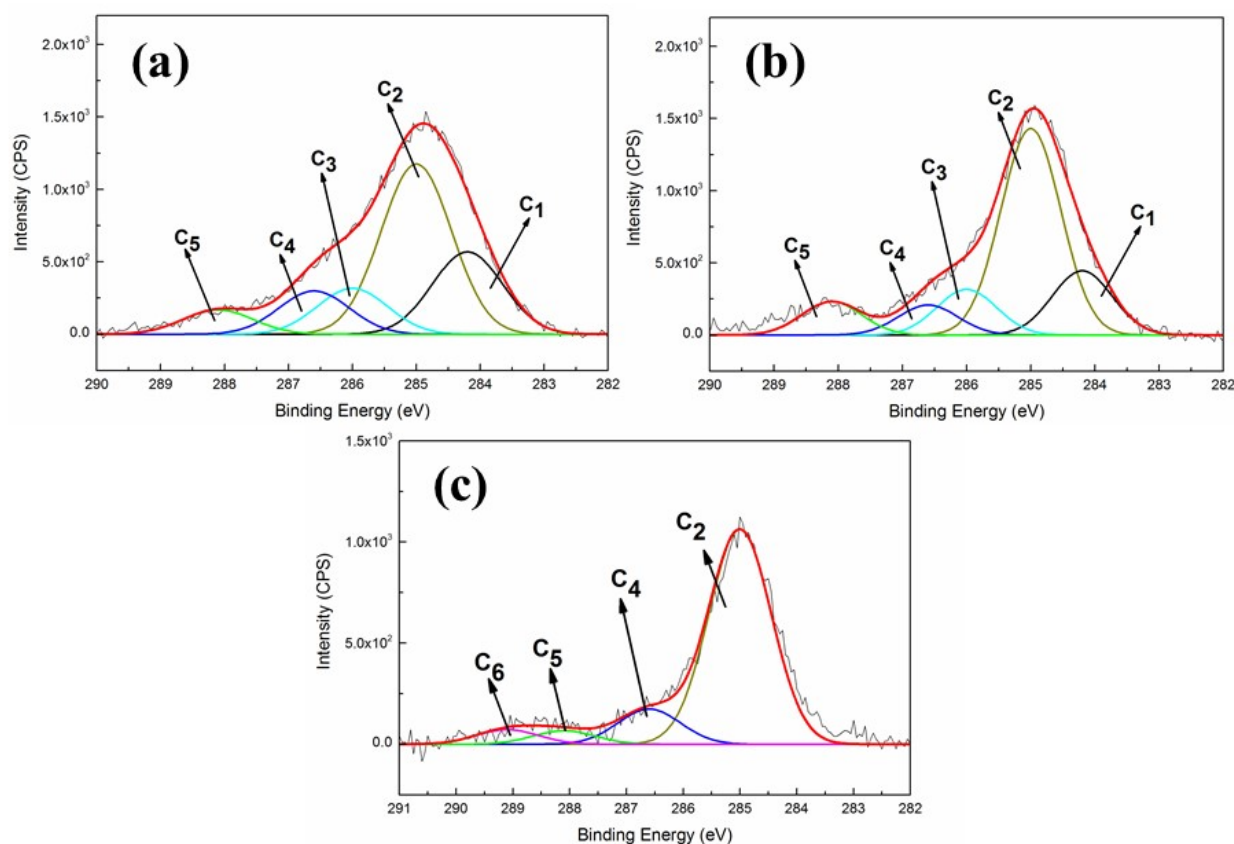 (a)
2.0x10³
1.5x10³
1.0x10³
5.0x10²
0.0
Intensity (CPS)
C₅
C₄
C₃
C₂
C₁
290 289 288 287 286 285 284 283 282
Binding Energy (eV)
(b)
2.0x10³
1.5x10³
1.0x10³
5.0x10²
0.0
Intensity (CPS)
C₅
C₄
C₃
C₂
C₁
290 289 288 287 286 285 284 283 282
Binding Energy (eV)
(c)
1.5x10³
1.0x10³
5.0x10²
0.0
Intensity (CPS)
C₆
C₅
C₄
C₂
291 290 289 288 287 286 285 284 283 282
Binding Energy (eV)